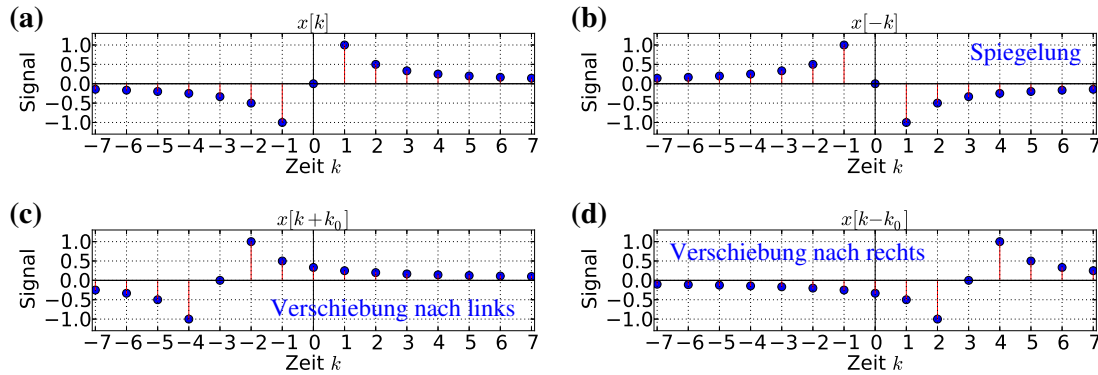 (a)
x[k]
Signal
1.0
0.5
0.0
−0.5
−1.0
−7 −6 −5 −4 −3 −2 −1 0 1 2 3 4 5 6 7
Zeit k
(b)
x[−k]
Spiegelung
Signal
1.0
0.5
0.0
−0.5
−1.0
−7 −6 −5 −4 −3 −2 −1 0 1 2 3 4 5 6 7
Zeit k
(c)
x[k+k₀]
Signal
1.0
0.5
0.0
−0.5
−1.0
Verschiebung nach links
−7 −6 −5 −4 −3 −2 −1 0 1 2 3 4 5 6 7
Zeit k
(d)
x[k−k₀]
Verschiebung nach rechts
Signal
1.0
0.5
0.0
−0.5
−1.0
−7 −6 −5 −4 −3 −2 −1 0 1 2 3 4 5 6 7
Zeit k